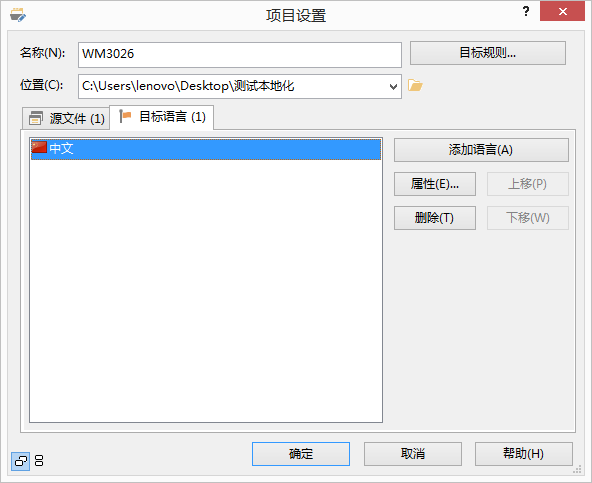 项目设置
?
名称(N):
WM3026
目标规则...
位置(C):
C:\Users\lenovo\Desktop\测试本地化
源文件 (1)
目标语言 (1)
中文
添加语言(A)
属性(E)...
上移(P)
删除(T)
下移(W)
确定
取消
帮助(H)